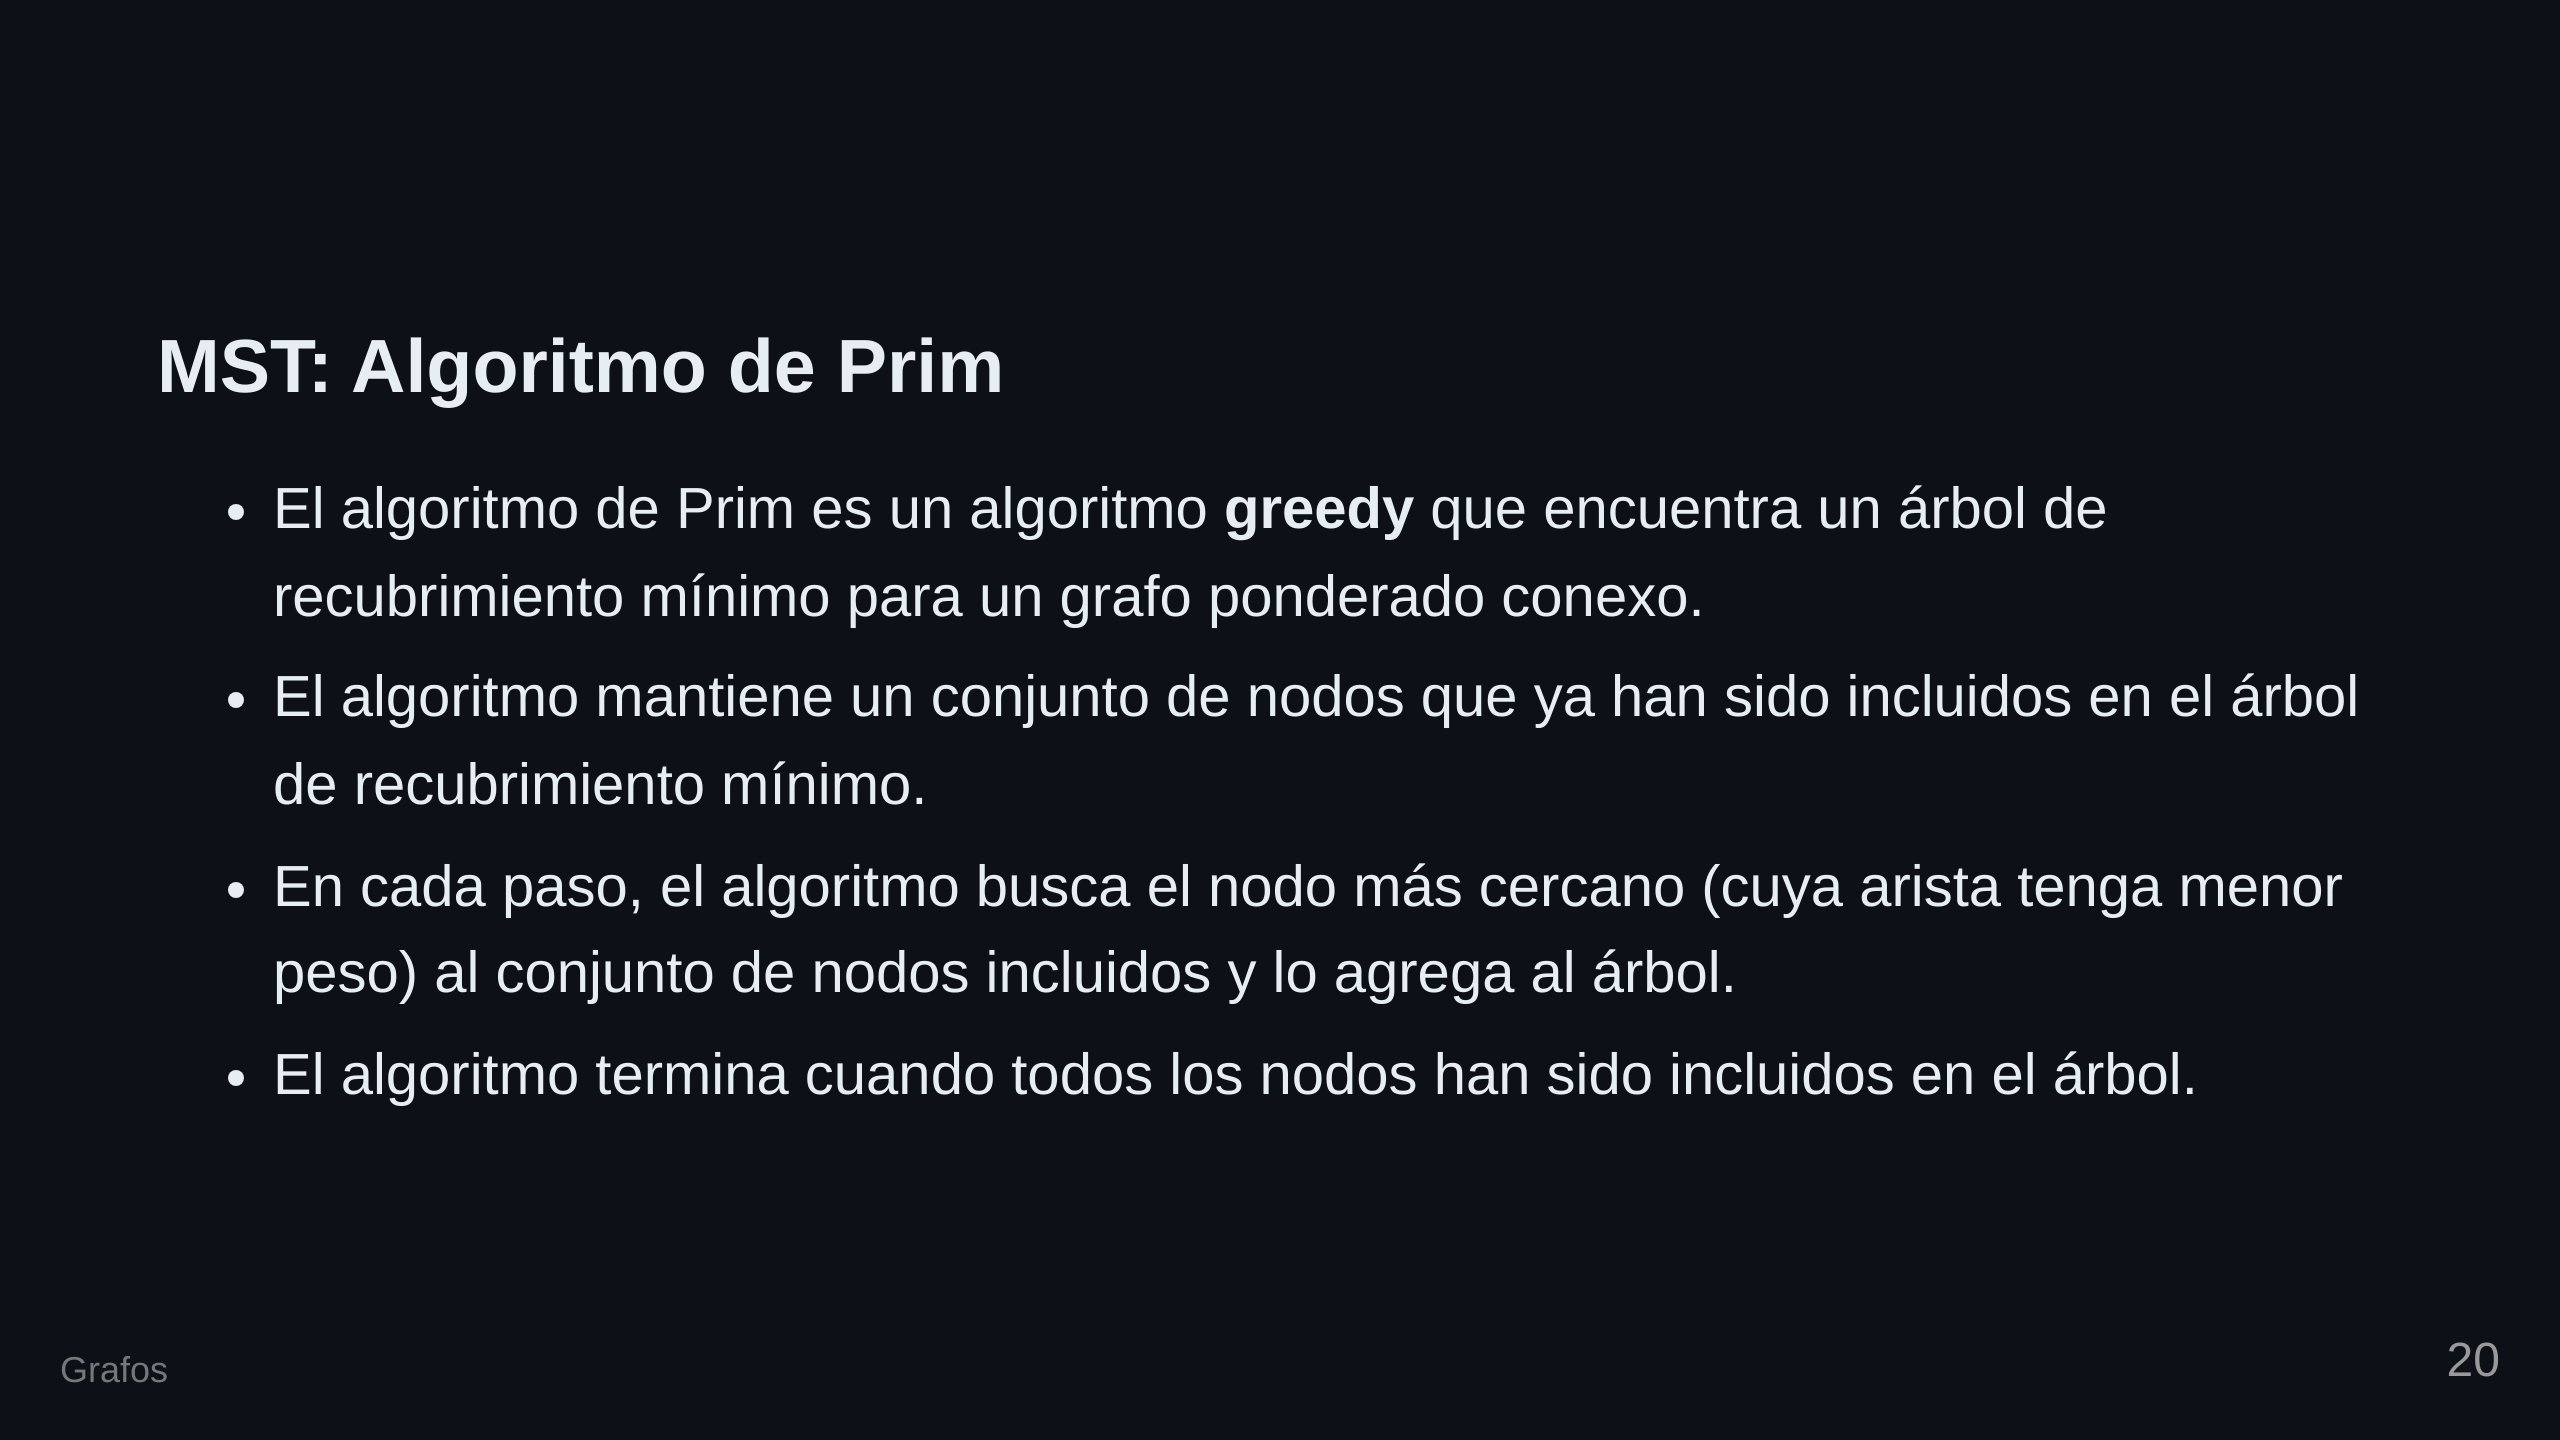 MST: Algoritmo de Prim
• El algoritmo de Prim es un algoritmo greedy que encuentra un árbol de
recubrimiento mínimo para un grafo ponderado conexo.
• El algoritmo mantiene un conjunto de nodos que ya han sido incluidos en el árbol
de recubrimiento mínimo.
• En cada paso, el algoritmo busca el nodo más cercano (cuya arista tenga menor
peso) al conjunto de nodos incluidos y lo agrega al árbol.
• El algoritmo termina cuando todos los nodos han sido incluidos en el árbol.
Grafos
20